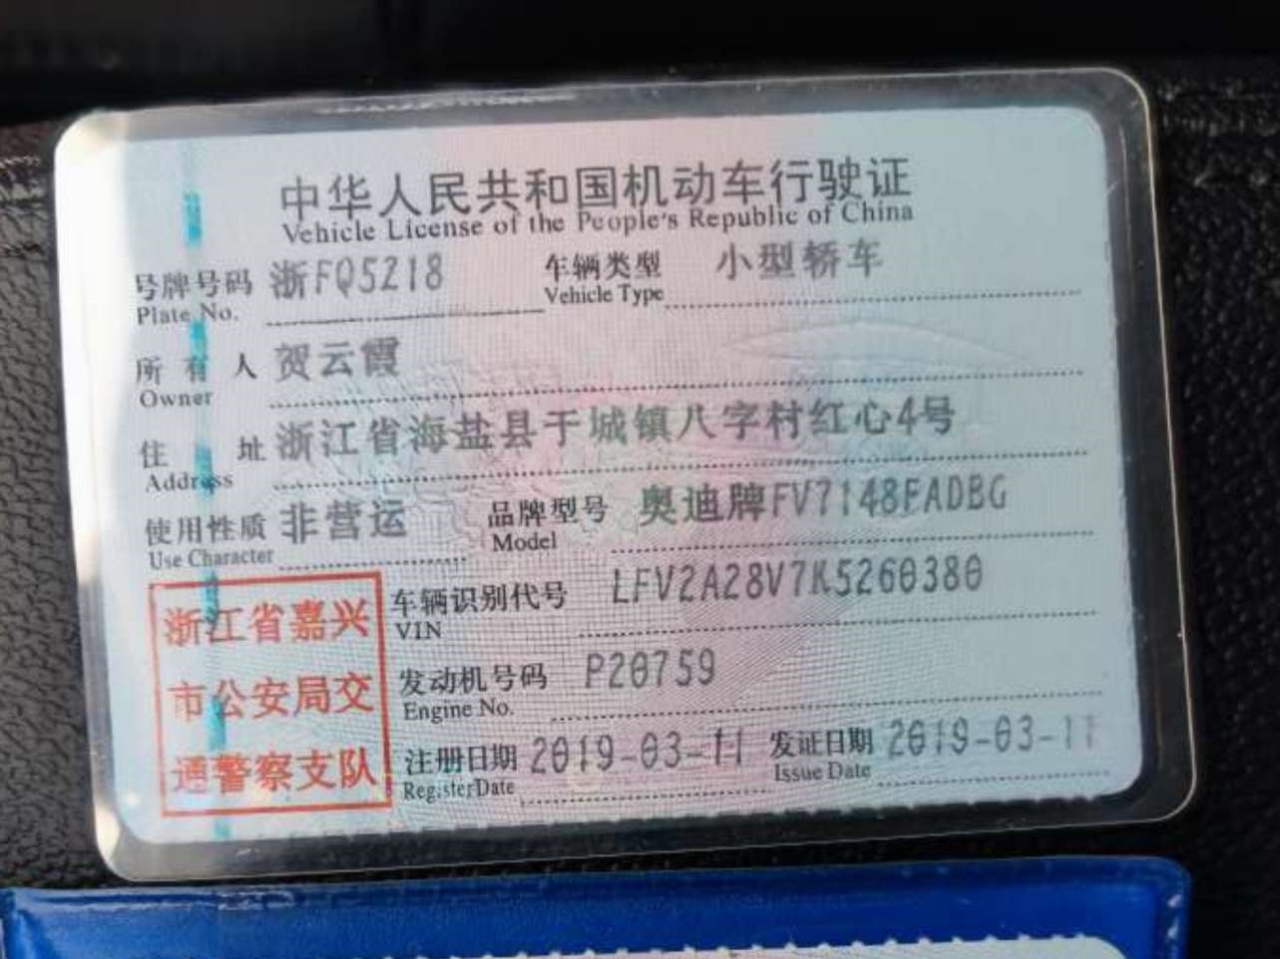 中华人民共和国机动车行驶证
Vehicle License of the People's Republic of China
号牌号码 浙FQ5218 车辆类型 小型轿车
Plate No. Vehicle Type
所有人 贺云霞
Owner
住址 浙江省海盐县于城镇八字村红心4号
Address
使用性质 非营运 品牌型号 奥迪牌FV7148FADBG
Use Character Model
浙江省嘉兴
市公安局交
通警察支队
车辆识别代号 LFV2A28V7K5260380
VIN
发动机号码 P20759
Engine No.
注册日期 2019-03-11 发证日期 2019-03-11
Register Date Issue Date